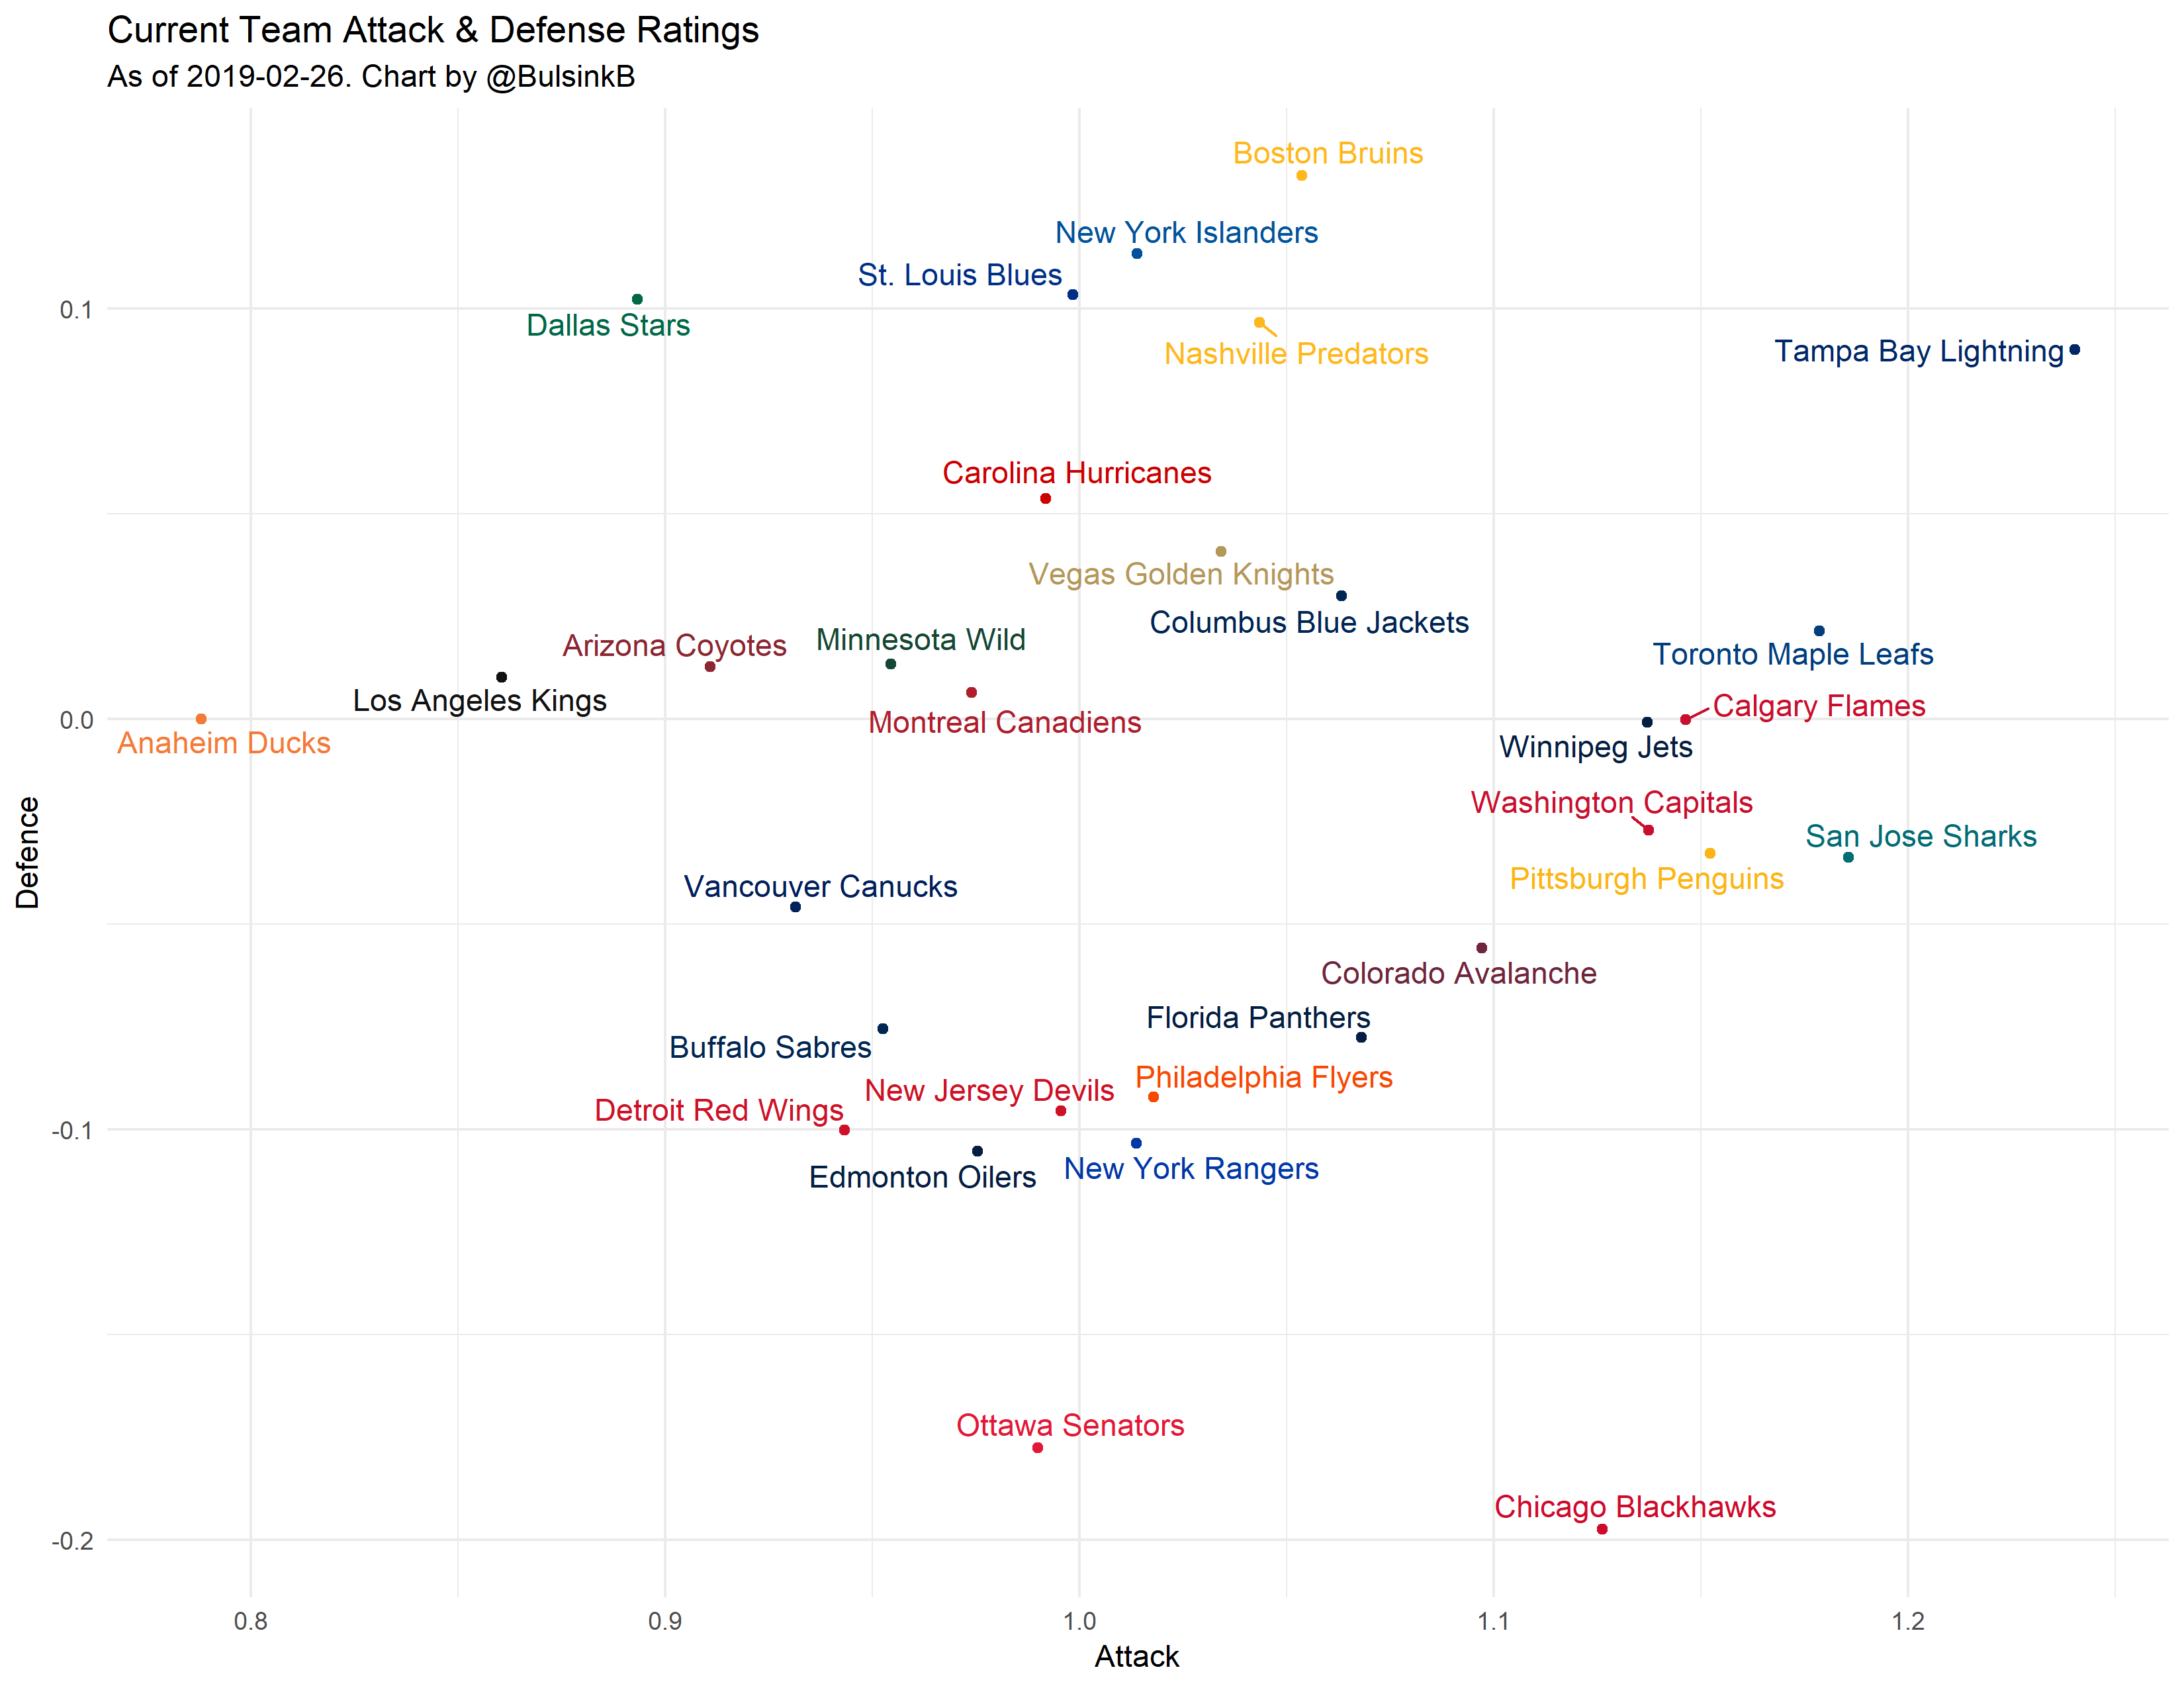 Current Team Attack & Defense Ratings
As of 2019-02-26. Chart by @BulsinkB
Boston Bruins
New York Islanders
St. Louis Blues
0.1
Dallas Stars
Nashville Predators
Tampa Bay Lightning
Carolina Hurricanes
Vegas Golden Knights
Columbus Blue Jackets
Arizona Coyotes
Minnesota Wild
Toronto Maple Leafs
Los Angeles Kings
Calgary Flames
0.0
Montreal Canadiens
Anaheim Ducks
Winnipeg Jets
Washington Capitals
San Jose Sharks
Defence
Pittsburgh Penguins
Vancouver Canucks
Colorado Avalanche
Florida Panthers
Buffalo Sabres
Philadelphia Flyers
New Jersey Devils
Detroit Red Wings
-0.1
New York Rangers
Edmonton Oilers
Ottawa Senators
Chicago Blackhawks
-0.2
0.8
0.9
1.0
1.1
1.2
Attack